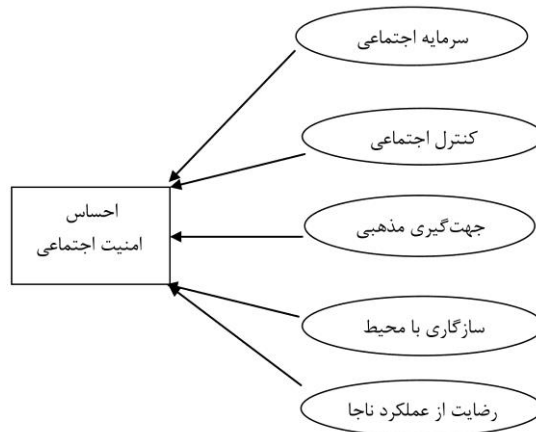 سرمایه اجتماعی
کنترل اجتماعی
احساس
امنیت اجتماعی
جهت‌گیری مذهبی
سازگاری با محیط
رضایت از عملکرد ناجا